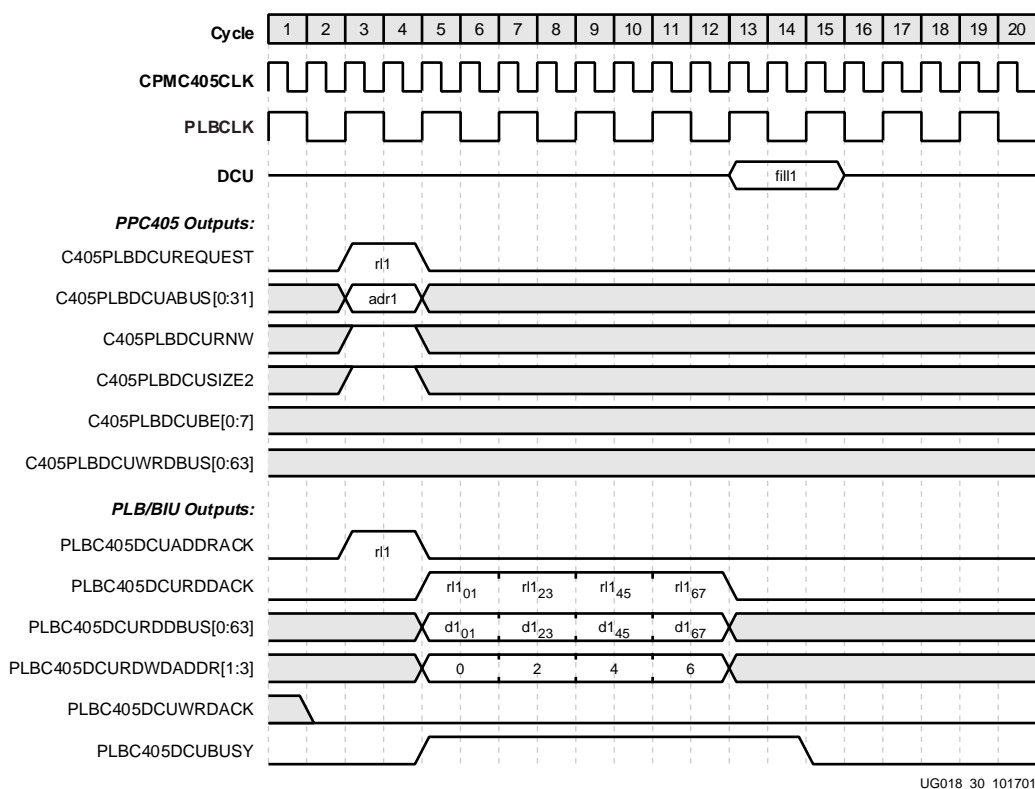 Cycle 1 2 3 4 5 6 7 8 9 10 11 12 13 14 15 16 17 18 19 20
CPMC405CLK
PLBCLK
DCU fill1
PPC405 Outputs:
C405PLBDCUREQUEST rl1
C405PLBDCUABUS[0:31] adr1
C405PLBDCURNW
C405PLBDCUSIZE2
C405PLBDCUBE[0:7]
C405PLBDCUWRDBUS[0:63]
PLB/BIU Outputs:
PLBC405DCUADDRACK rl1
PLBC405DCURDDACK rl1₀₁ rl1₂₃ rl1₄₅ rl1₆₇
PLBC405DCURDDBUS[0:63] d1₀₁ d1₂₃ d1₄₅ d1₆₇
PLBC405DCURDWDADDR[1:3] 0 2 4 6
PLBC405DCUWRDACK
PLBC405DCUBUSY
UG018_30_101701